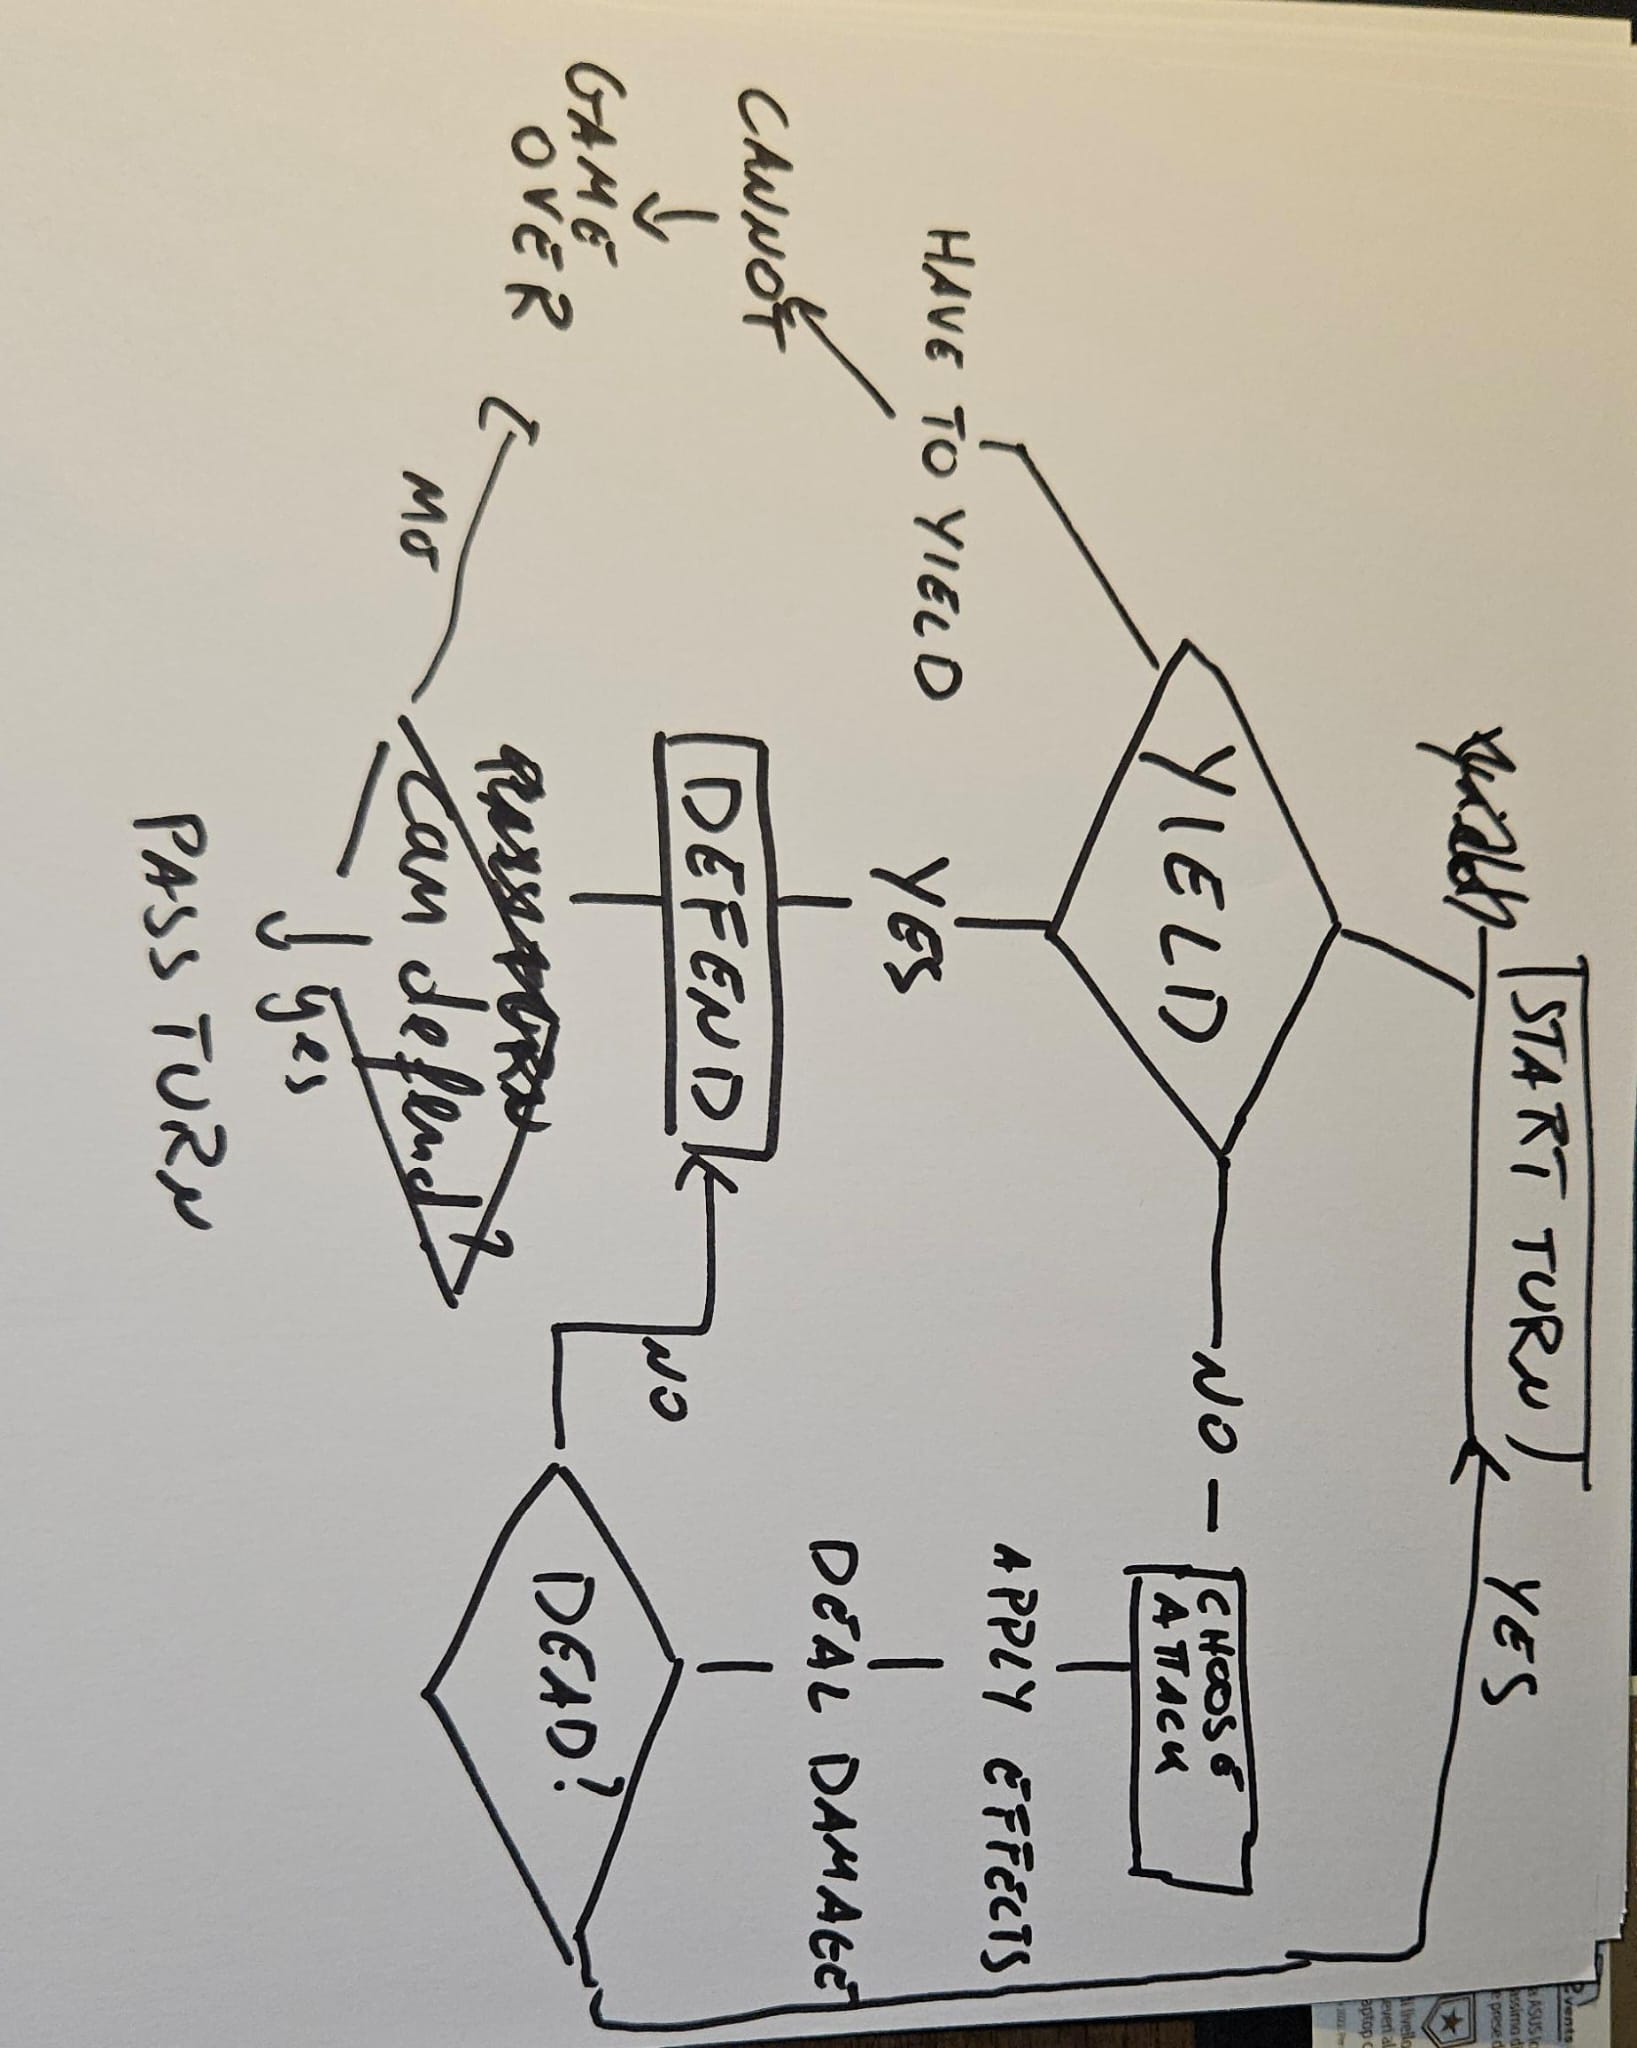 START TURN
YES
YIELD
NO
CHOOSE
ATTACK
HAVE TO YIELD
YES
APPLY EFFECTS
CANNOT
DEFEND
DEAL DAMAGE
NO
GAME
OVER
DEAD?
NO
Can defend?
yes
PASS TURN